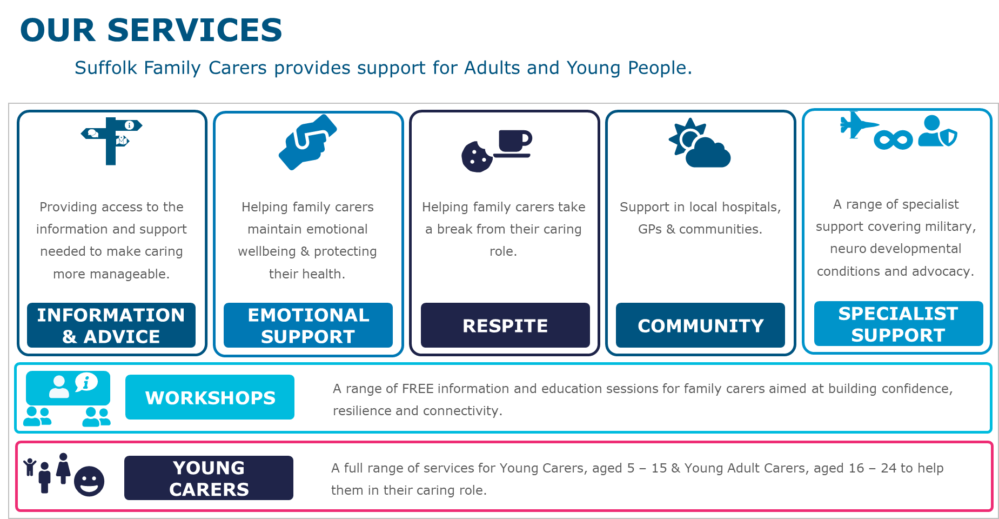 OUR SERVICES
Suffolk Family Carers provides support for Adults and Young People.
Providing access to the
information and support
needed to make caring
more manageable.
INFORMATION
& ADVICE
Helping family carers
maintain emotional
wellbeing & protecting
their health.
EMOTIONAL
SUPPORT
Helping family carers take
a break from their caring
role.
RESPITE
Support in local hospitals,
GPs & communities.
COMMUNITY
A range of specialist
support covering military,
neuro developmental
conditions and advocacy.
SPECIALIST
SUPPORT
WORKSHOPS
A range of FREE information and education sessions for family carers aimed at building confidence,
resilience and connectivity.
YOUNG
CARERS
A full range of services for Young Carers, aged 5 – 15 & Young Adult Carers, aged 16 – 24 to help
them in their caring role.